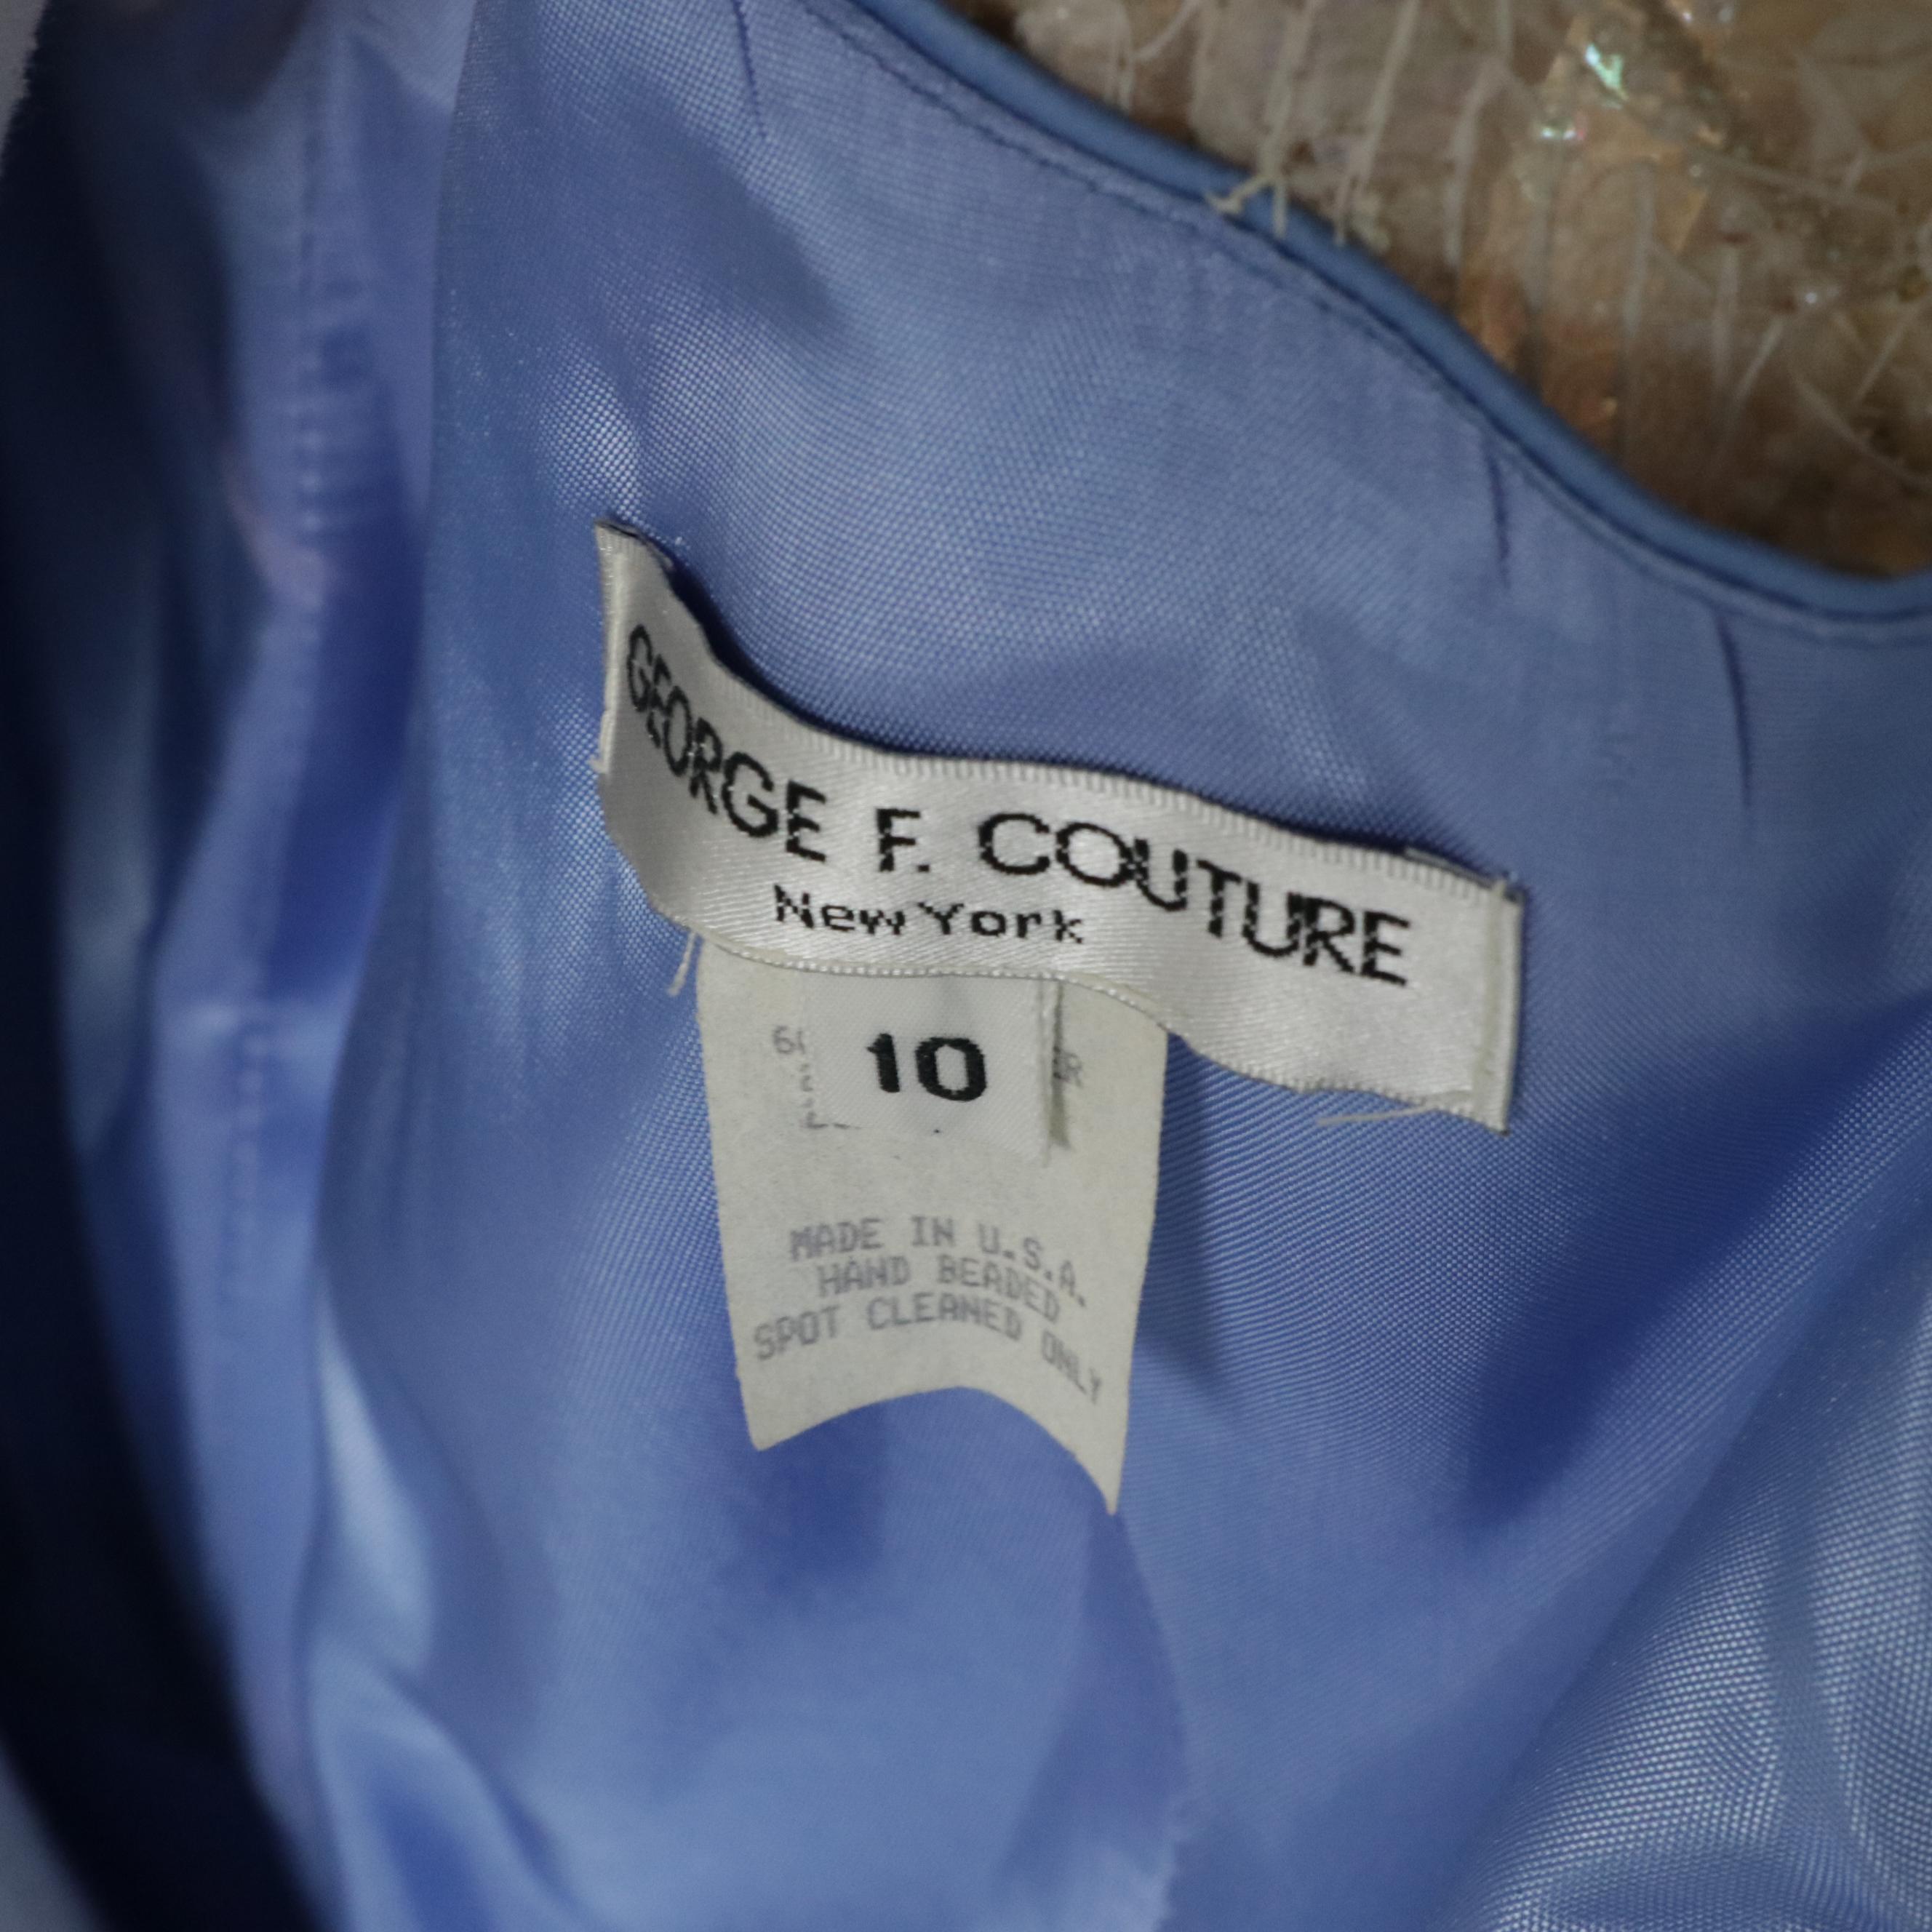 GEORGE F. COUTURE
New York
10
MADE IN U.S.A.
HAND BEADED
SPOT CLEANED ONLY